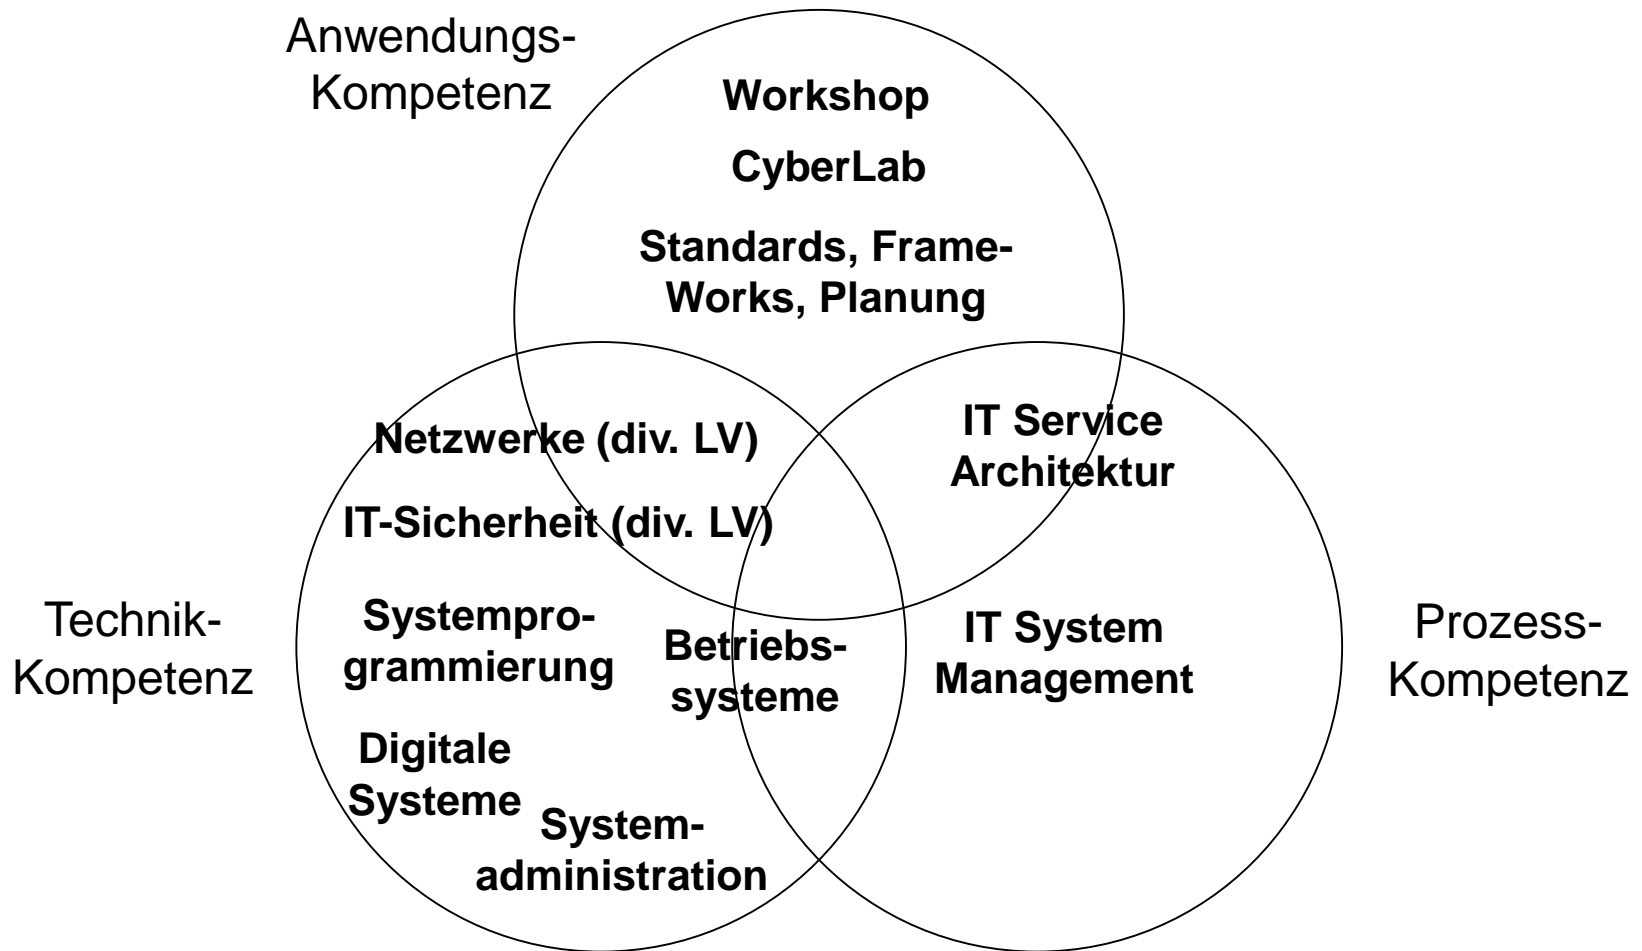 Anwendungs-
Kompetenz
Workshop
CyberLab
Standards, Frame-
Works, Planung
Netzwerke (div. LV)
IT-Sicherheit (div. LV)
IT Service
Architektur
Technik-
Kompetenz
Systempro-
grammierung
Betriebs-
systeme
IT System
Management
Prozess-
Kompetenz
Digitale
Systeme
System-
administration